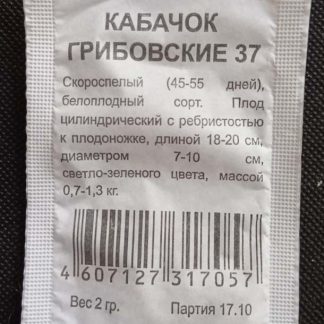 КАБАЧОК
ГРИБОВСКИЕ 37
Скороспелый (45-55 дней),
белоплодный сорт. Плод
цилиндрический с ребристостью
к плодоножке, длиной 18-20 см,
диаметром 7-10 см,
светло-зеленого цвета, массой
0,7-1,3 кг.
4 607127 317057
Вес 2 гр. Партия 17.10